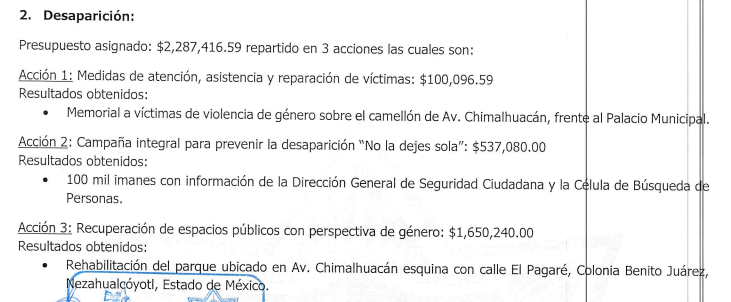 2. Desaparición:
Presupuesto asignado: $2,287,416.59 repartido en 3 acciones las cuales son:
Acción 1: Medidas de atención, asistencia y reparación de víctimas: $100,096.59
Resultados obtenidos:
• Memorial a víctimas de violencia de género sobre el camellón de Av. Chimalhuacán, frente al Palacio Municipal.
Acción 2: Campaña integral para prevenir la desaparición “No la dejes sola”: $537,080.00
Resultados obtenidos:
• 100 mil imanes con información de la Dirección General de Seguridad Ciudadana y la Célula de Búsqueda de
Personas.
Acción 3: Recuperación de espacios públicos con perspectiva de género: $1,650,240.00
Resultados obtenidos:
• Rehabilitación del parque ubicado en Av. Chimalhuacán esquina con calle El Pagaré, Colonia Benito Juárez,
Nezahualcóyotl, Estado de México.